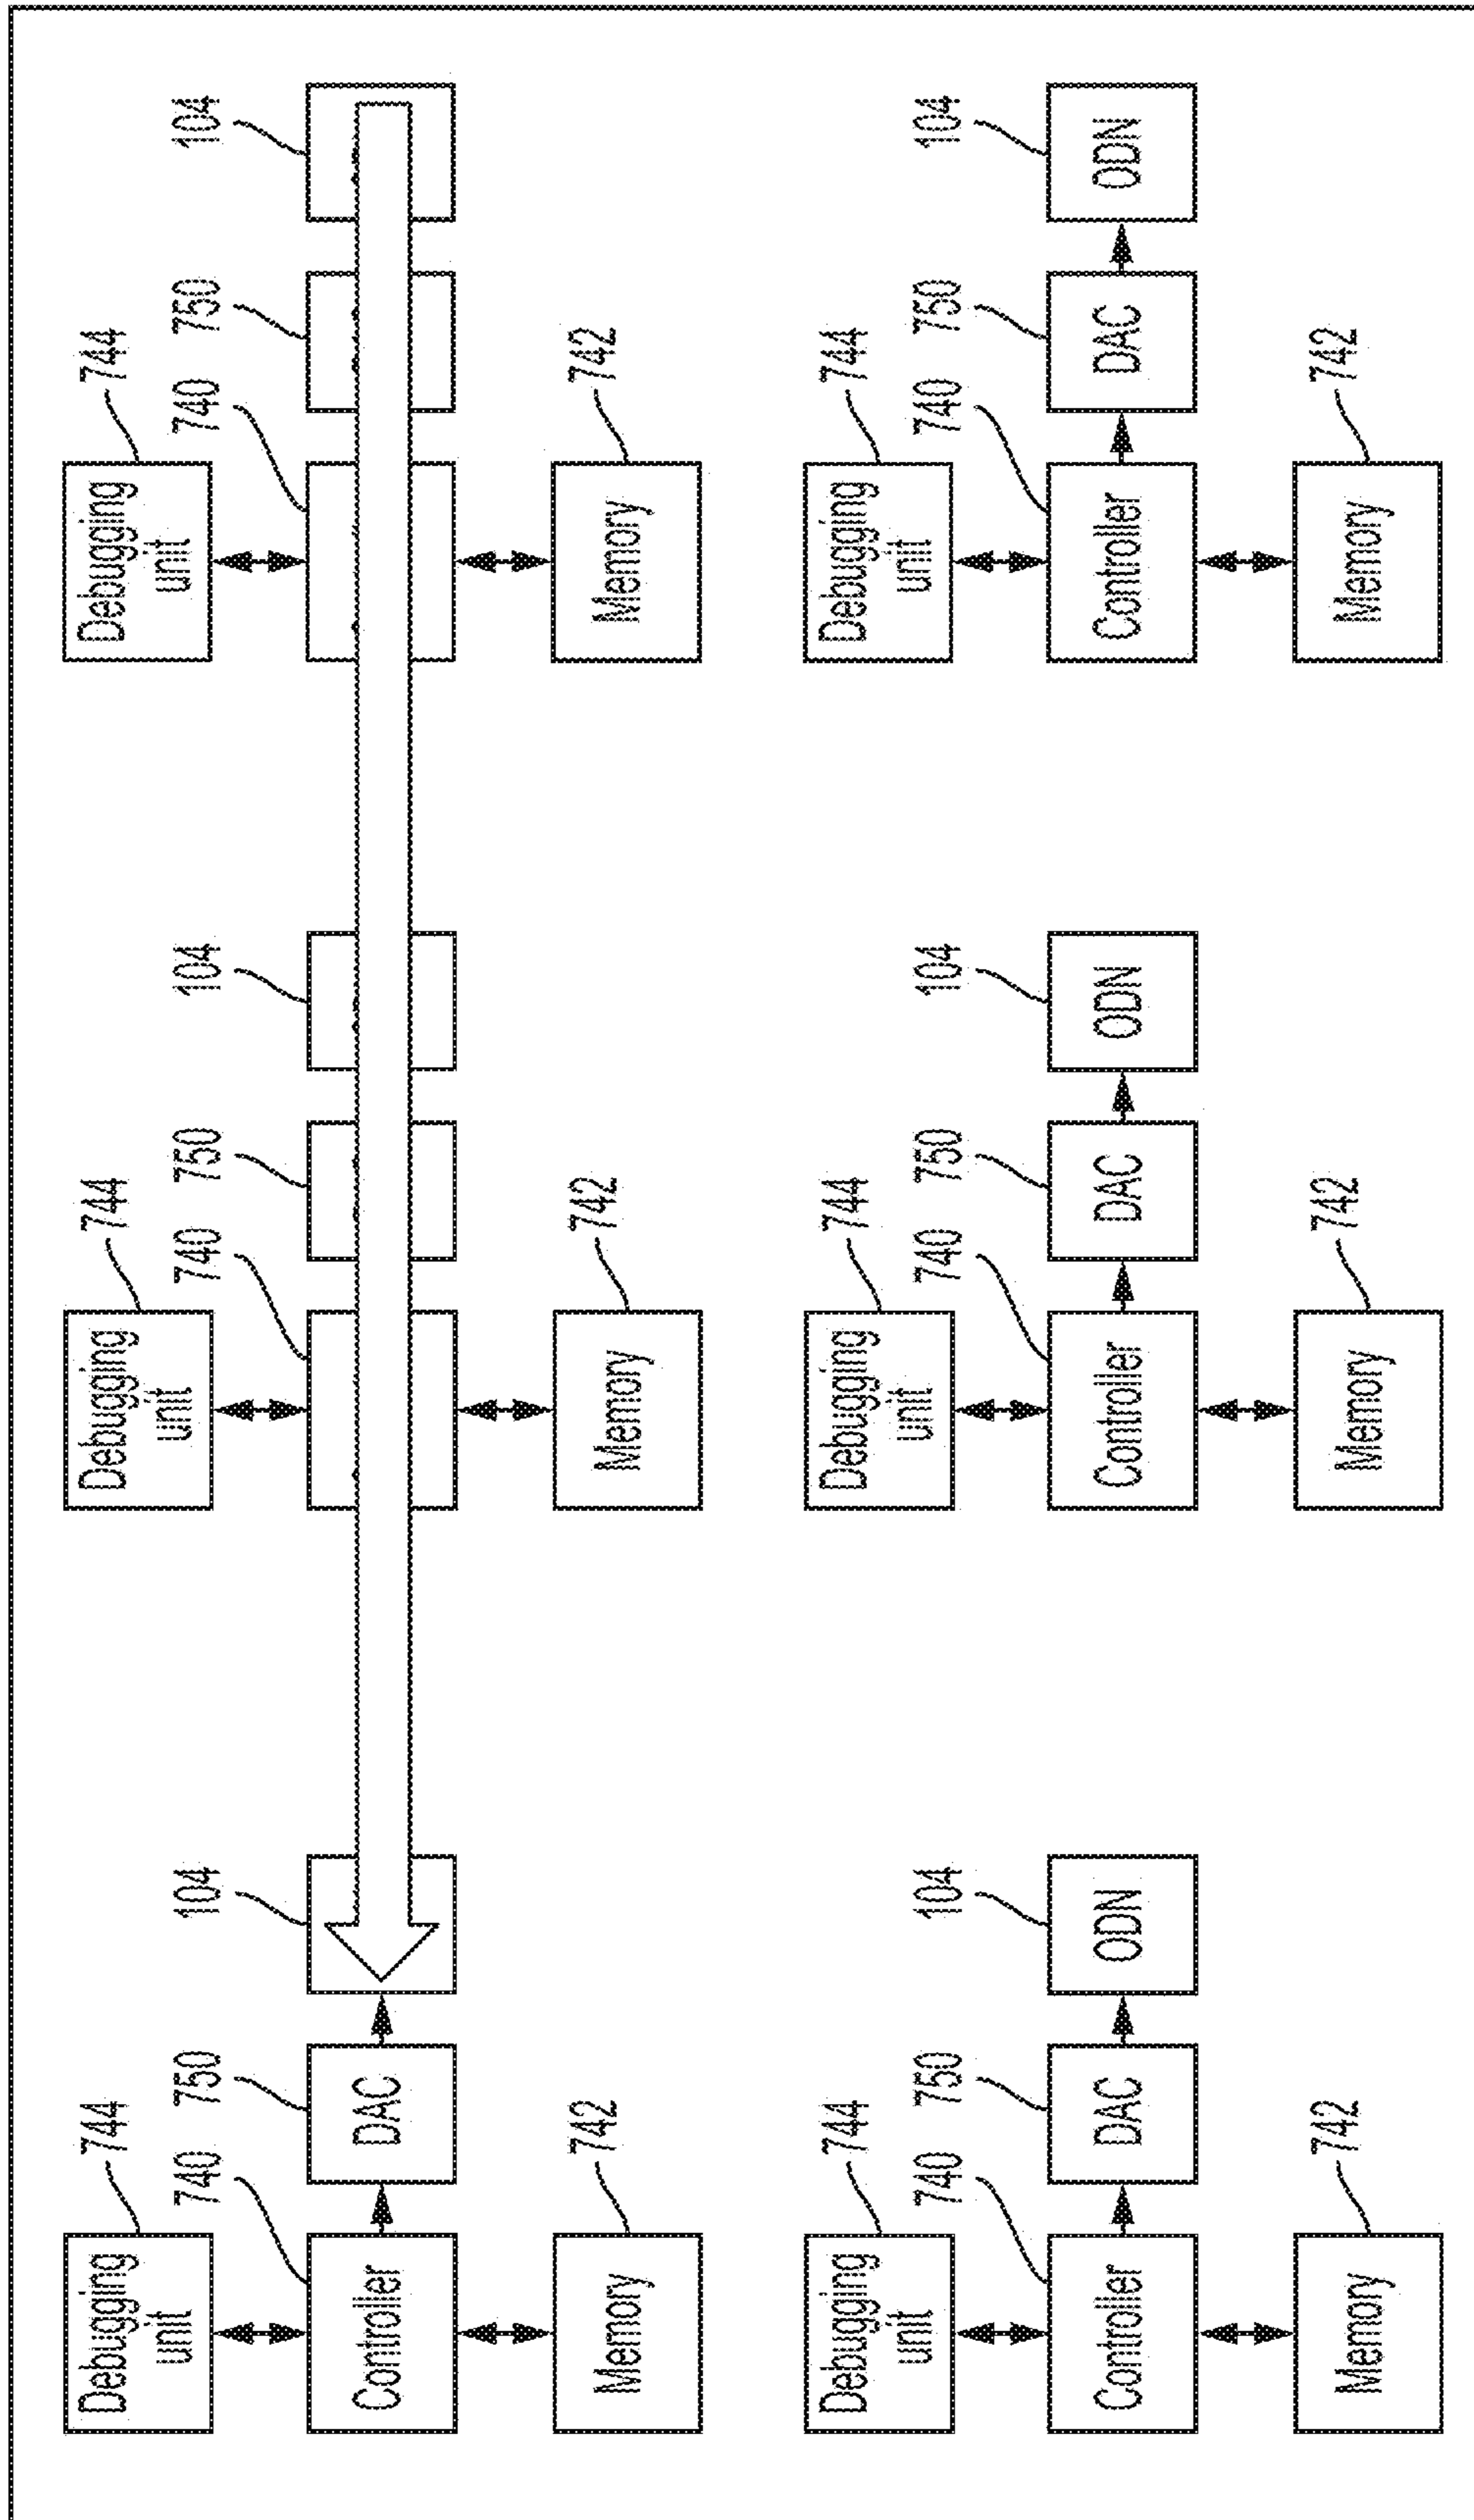 Debugging
unit
744
740
750
104
Controller
DAC
742
Memory
Debugging
unit
744
740
750
104
742
Memory
Debugging
unit
744
740
750
104
742
Memory
Debugging
unit
744
740
750
104
Controller
DAC
ODN
742
Memory
Debugging
unit
744
740
750
104
Controller
DAC
ODN
742
Memory
Debugging
unit
744
740
750
104
Controller
DAC
ODN
742
Memory